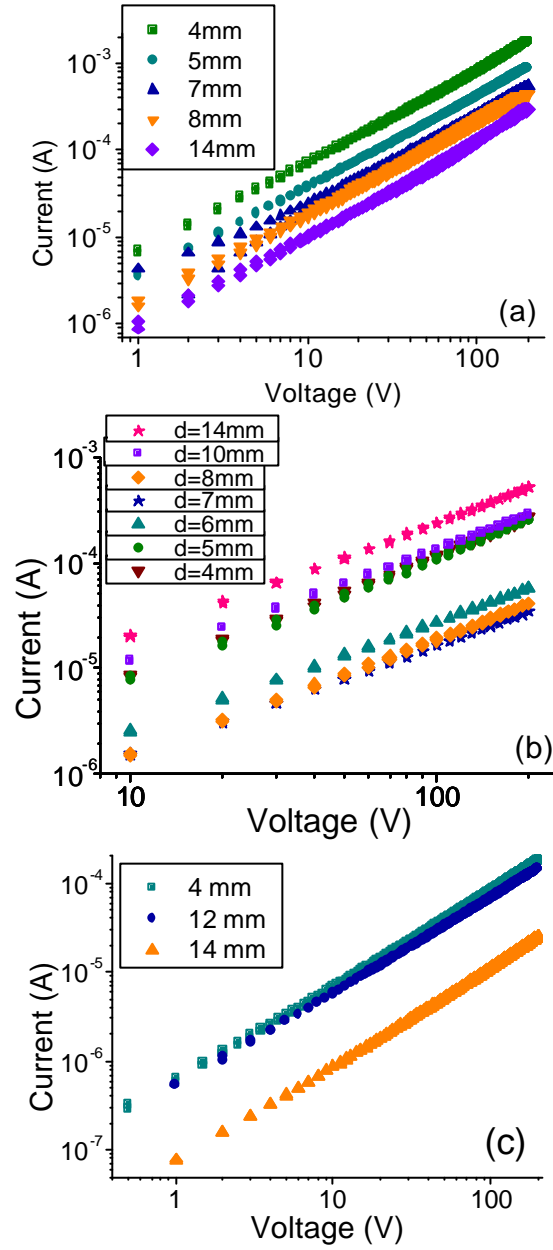 4mm
5mm
7mm
8mm
14mm
10⁻³
10⁻⁴
10⁻⁵
10⁻⁶
Current (A)
(a)
1
10
100
Voltage (V)
d=14mm
d=10mm
d=8mm
d=7mm
d=6mm
d=5mm
d=4mm
10⁻³
10⁻⁴
10⁻⁵
10⁻⁶
Current (A)
(b)
10
100
Voltage (V)
4 mm
12 mm
14 mm
10⁻⁴
10⁻⁵
10⁻⁶
10⁻⁷
Current (A)
(c)
1
10
100
Voltage (V)